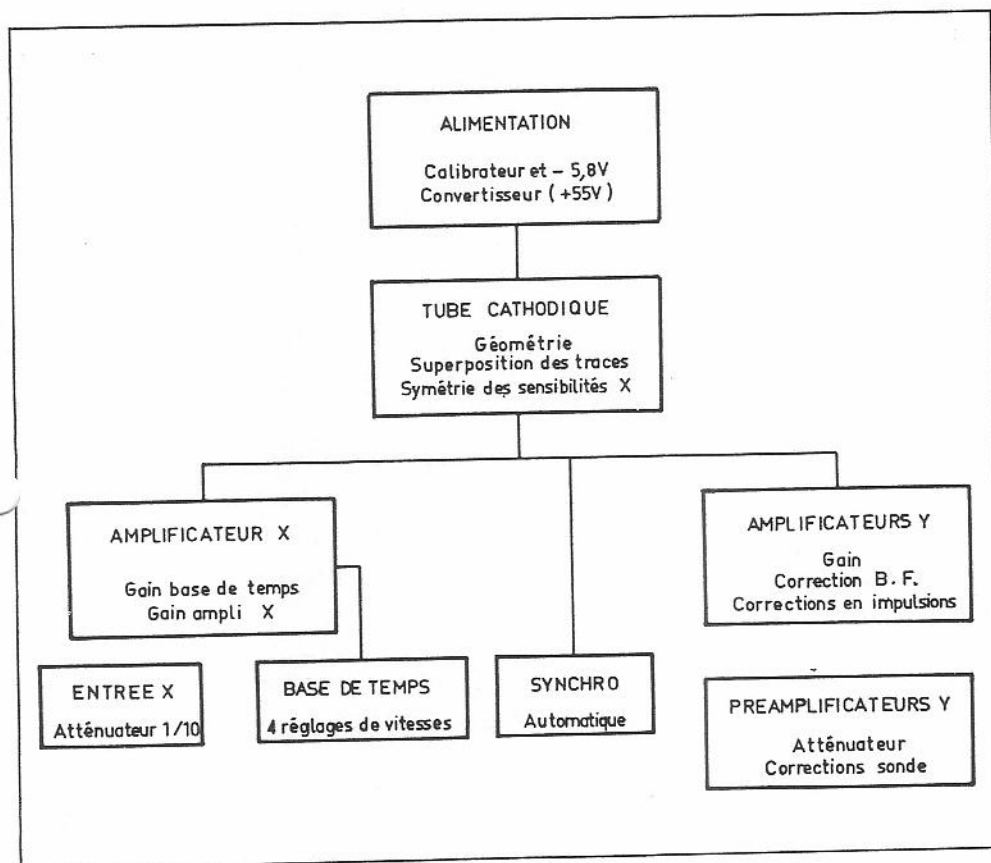 ALIMENTATION
Calibrateur et - 5,8V
Convertisseur (+55V)
TUBE CATHODIQUE
Géométrie
Superposition des traces
Symétrie des sensibilités X
AMPLIFICATEUR X
Gain base de temps
Gain ampli X
AMPLIFICATEURS Y
Gain
Correction B.F.
Corrections en impulsions
ENTREE X
Atténuateur 1/10
BASE DE TEMPS
4 réglages de vitesses
SYNCHRO
Automatique
PREAMPLIFICATEURS Y
Atténuateur
Corrections sonde